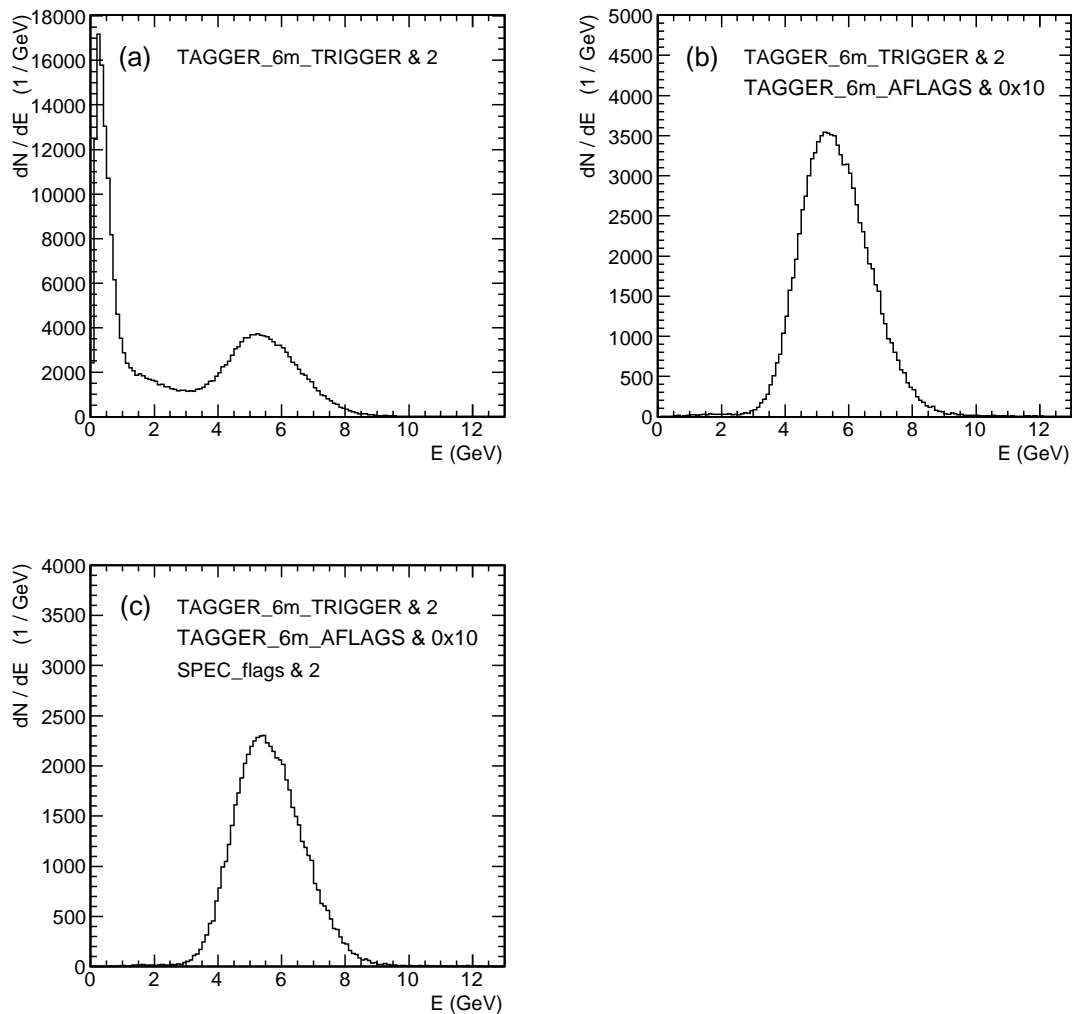 18000
16000
14000
12000
10000
8000
6000
4000
2000
0
dN / dE (1 / GeV)
(a) TAGGER_6m_TRIGGER & 2
0 2 4 6 8 10 12
E (GeV)
5000
4500
4000
3500
3000
2500
2000
1500
1000
500
0
dN / dE (1 / GeV)
(b) TAGGER_6m_TRIGGER & 2
TAGGER_6m_AFLAGS & 0x10
0 2 4 6 8 10 12
E (GeV)
4000
3500
3000
2500
2000
1500
1000
500
0
dN / dE (1 / GeV)
(c) TAGGER_6m_TRIGGER & 2
TAGGER_6m_AFLAGS & 0x10
SPEC_flags & 2
0 2 4 6 8 10 12
E (GeV)